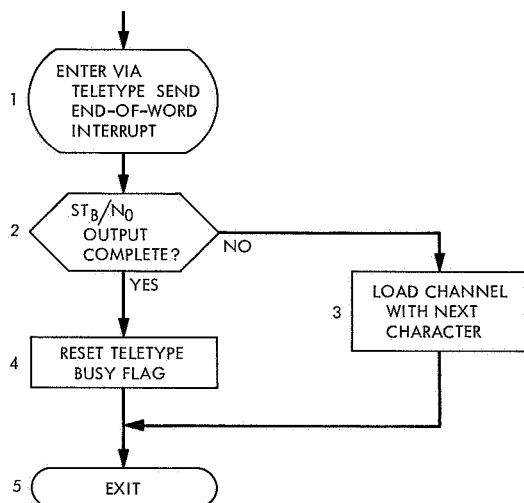 1
ENTER VIA
TELETYPE SEND
END-OF-WORD
INTERRUPT
2
ST_B/N_0
OUTPUT
COMPLETE?
NO
YES
3
LOAD CHANNEL
WITH NEXT
CHARACTER
4
RESET TELETYPE
BUSY FLAG
5
EXIT